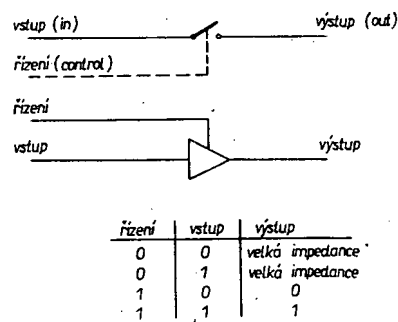 vstup (in) výstup (out)
řízení (control)
řízení
vstup výstup
řízení vstup výstup
0 0 velká impedance
0 1 velká impedance
1 0 0
1 1 1